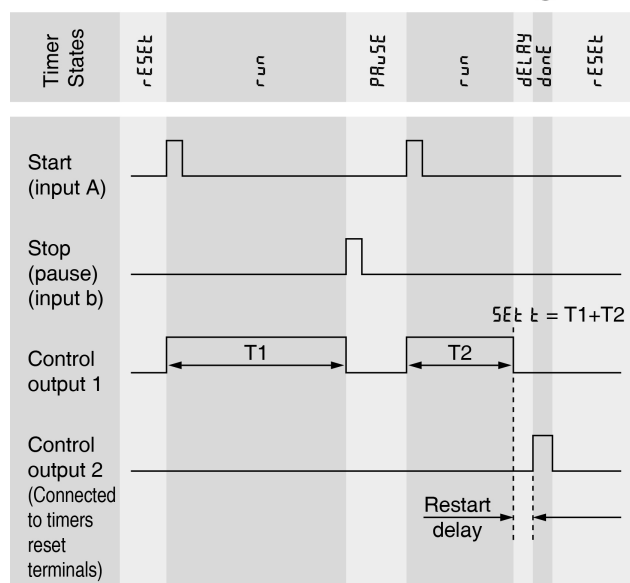 Timer
States
rESEt
run
PAuSE
run
dELAY
donE
rESEt
Start
(input A)
Stop
(pause)
(input b)
SEt t = T1+T2
Control
output 1
T1
T2
Control
output 2
(Connected
to timers
reset
terminals)
Restart
delay